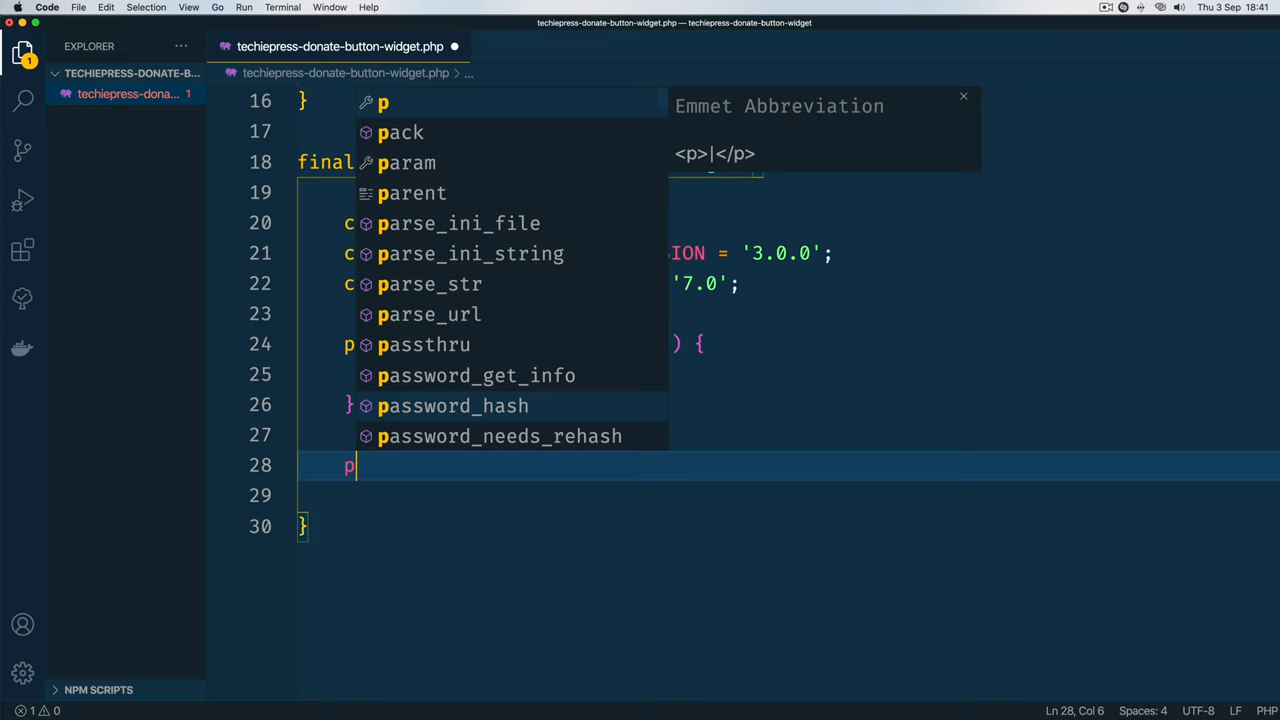 Code File Edit Selection View Go Run Terminal Window Help Thu 3 Sep 18:41
techiepress-donate-button-widget.php — techiepress-donate-button-widget
EXPLORER
techiepress-donate-button-widget.php
TECHIEPRESS-DONATE-B...
techiepress-donate-button-widget.php > ...
techiepress-dona... 1
1
16 }
17
18 final
19
20 c
21 c ION = '3.0.0';
22 c '7.0';
23
24 p ) {
25
26 }
27
28 p
29
30 }
p
pack
param
parent
parse_ini_file
parse_ini_string
parse_str
parse_url
passthru
password_get_info
password_hash
password_needs_rehash
Emmet Abbreviation
<p>|</p>
NPM SCRIPTS
1 0 Ln 28, Col 6 Spaces: 4 UTF-8 LF PHP